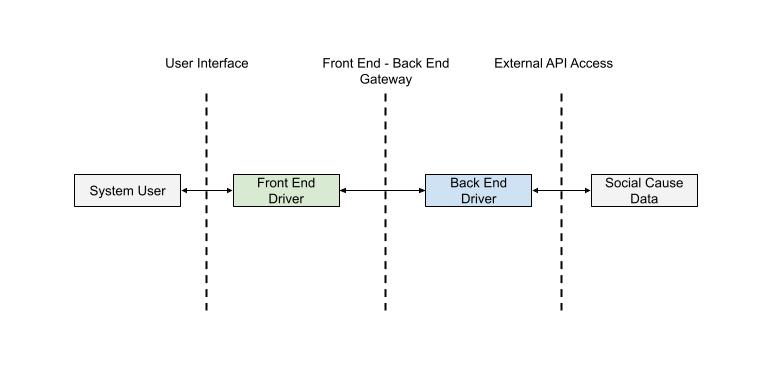 User Interface
Front End - Back End
Gateway
External API Access
System User
Front End
Driver
Back End
Driver
Social Cause
Data